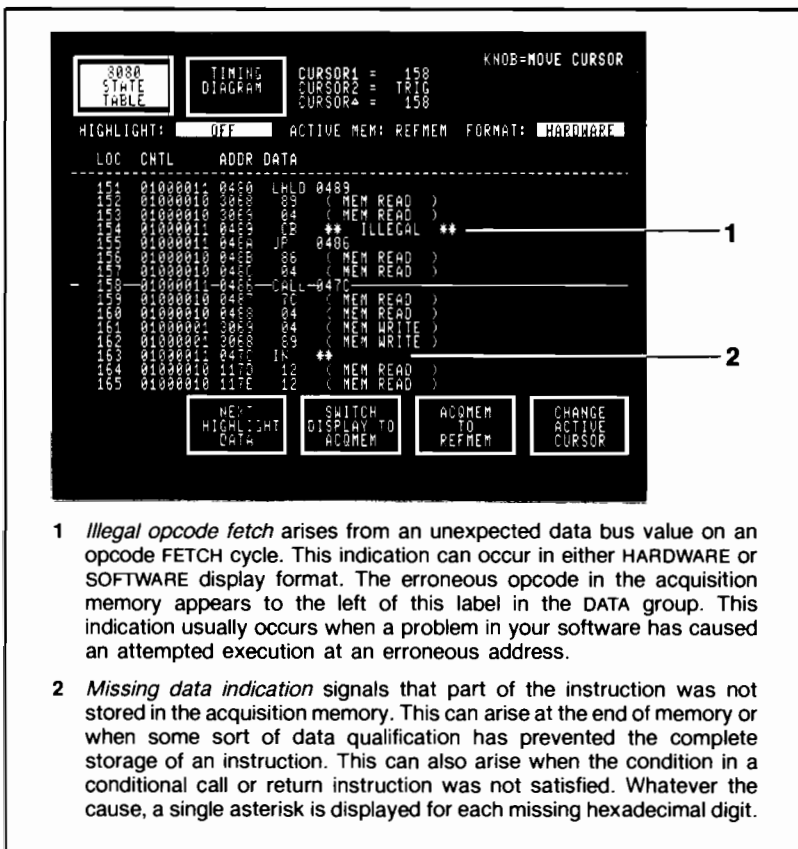 KNOB=MOVE CURSOR
8080 STATE TABLE
TIMING DIAGRAM
CURSOR1 = 158
CURSOR2 = TRIG
CURSOR▲ = 158
HIGHLIGHT: OFF ACTIVE MEM: REFMEM FORMAT: HARDWARE
LOC CNTL ADDR DATA
151 01000011 0480 LHLD 0489
152 01000010 3068 89 ( MEM READ )
153 01000010 3069 04 ( MEM READ )
154 01000011 0489 CB ** ILLEGAL **
155 01000011 048A JP 0486
156 01000010 048B 86 ( MEM READ )
157 01000010 048C 04 ( MEM READ )
158 01000011 0486 CALL 047C
159 01000010 0487 7C ( MEM READ )
160 01000010 0488 04 ( MEM READ )
161 01000001 3069 04 ( MEM WRITE )
162 01000001 3068 89 ( MEM WRITE )
163 01000011 047C IN **
164 01000010 117D 12 ( MEM READ )
165 01000010 117E 12 ( MEM READ )
1
2
NEXT HIGHLIGHT DATA
SWITCH DISPLAY TO ACQMEM
ACQMEM TO REFMEM
CHANGE ACTIVE CURSOR
1 Illegal opcode fetch arises from an unexpected data bus value on an
opcode FETCH cycle. This indication can occur in either HARDWARE or
SOFTWARE display format. The erroneous opcode in the acquisition
memory appears to the left of this label in the DATA group. This
indication usually occurs when a problem in your software has caused
an attempted execution at an erroneous address.
2 Missing data indication signals that part of the instruction was not
stored in the acquisition memory. This can arise at the end of memory or
when some sort of data qualification has prevented the complete
storage of an instruction. This can also arise when the condition in a
conditional call or return instruction was not satisfied. Whatever the
cause, a single asterisk is displayed for each missing hexadecimal digit.